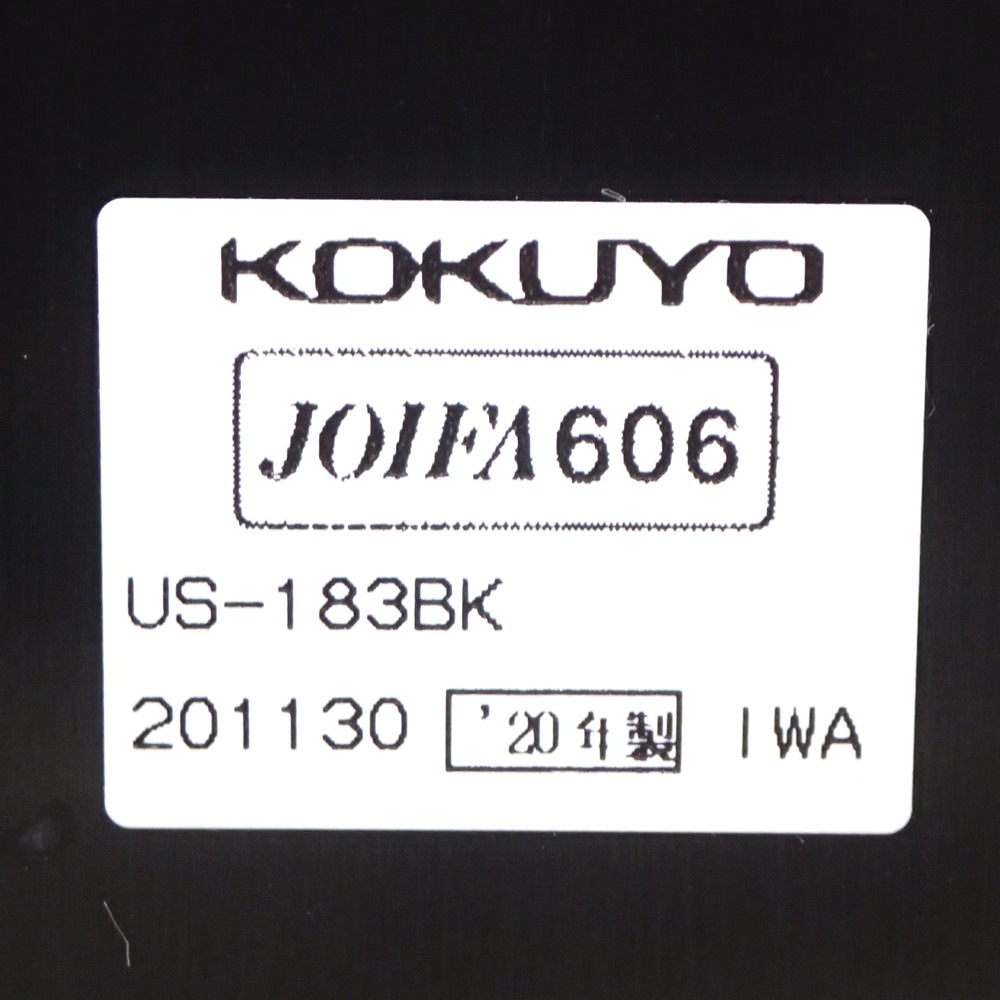 KOKUYO
JOIFA606
US-183BK
201130 '20年製 IWA